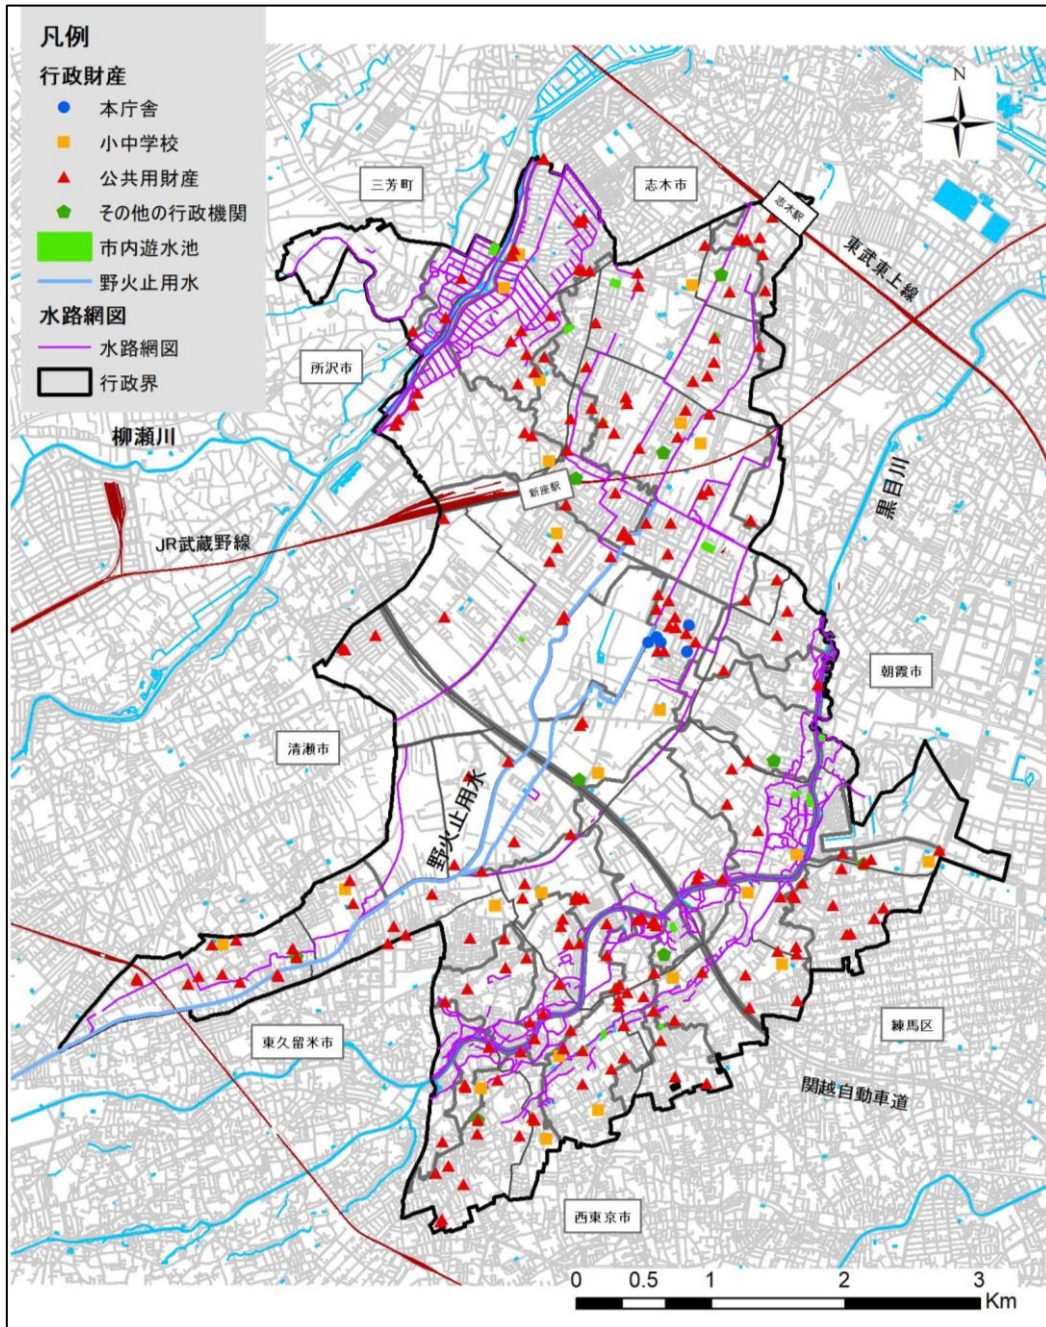 凡例
行政財産
本庁舎
小中学校
公共用財産
その他の行政機関
市内遊水池
野火止用水
水路網図
水路網図
行政界
N
三芳町
志木市
志木駅
東武東上線
所沢市
柳瀬川
新座駅
黒目川
JR武蔵野線
朝霞市
清瀬市
野火止用水
東久留米市
練馬区
関越自動車道
西東京市
0 0.5 1 2 3
Km